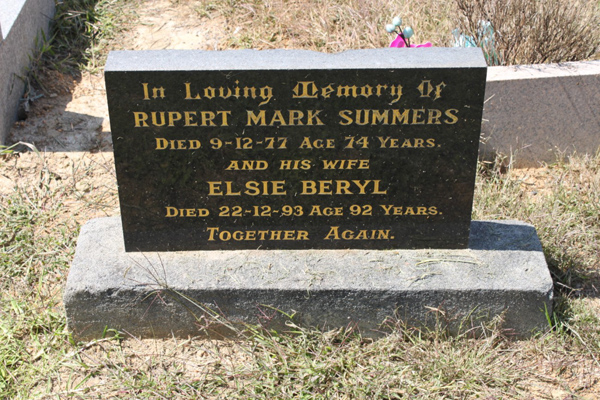 In Loving Memory Of
RUPERT MARK SUMMERS
Died 9-12-77 Age 74 Years.
AND HIS WIFE
ELSIE BERYL
Died 22-12-93 Age 92 Years.
Together Again.